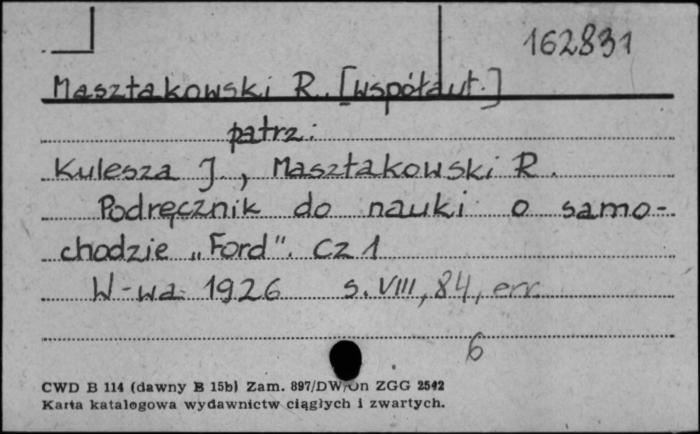 162831
Masztakowski R. [współaut.]
patrz:
Kulesza J., Masztakowski R.
Podręcznik do nauki o samo-
chodzie „Ford". Cz 1
W-wa 1926 s. VIII, 84, err.
6
CWD B 114 (dawny B 15b) Zam. 897/DW/Un ZGG 2542
Karta katalogowa wydawnictw ciągłych i zwartych.